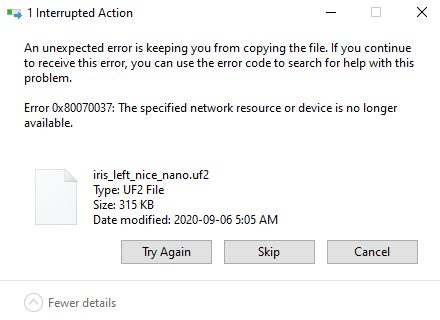 1 Interrupted Action
An unexpected error is keeping you from copying the file. If you continue
to receive this error, you can use the error code to search for help with this
problem.
Error 0x80070037: The specified network resource or device is no longer
available.
iris_left_nice_nano.uf2
Type: UF2 File
Size: 315 KB
Date modified: 2020-09-06 5:05 AM
Try Again
Skip
Cancel
Fewer details